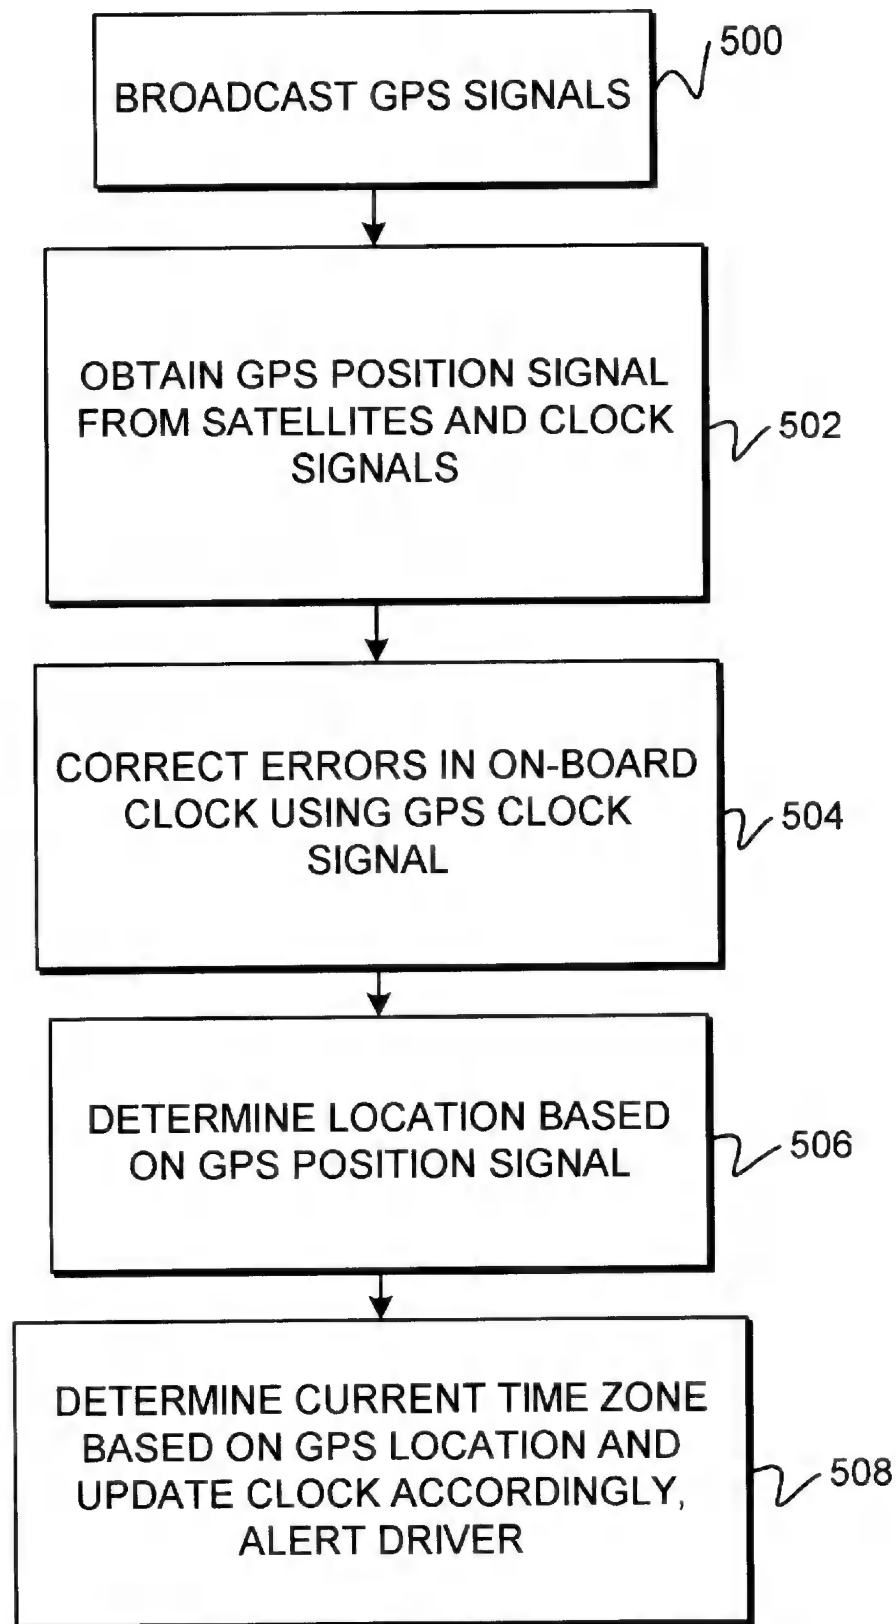 500
BROADCAST GPS SIGNALS
OBTAIN GPS POSITION SIGNAL
FROM SATELLITES AND CLOCK
SIGNALS
502
CORRECT ERRORS IN ON-BOARD
CLOCK USING GPS CLOCK
SIGNAL
504
DETERMINE LOCATION BASED
ON GPS POSITION SIGNAL
506
DETERMINE CURRENT TIME ZONE
BASED ON GPS LOCATION AND
UPDATE CLOCK ACCORDINGLY,
ALERT DRIVER
508